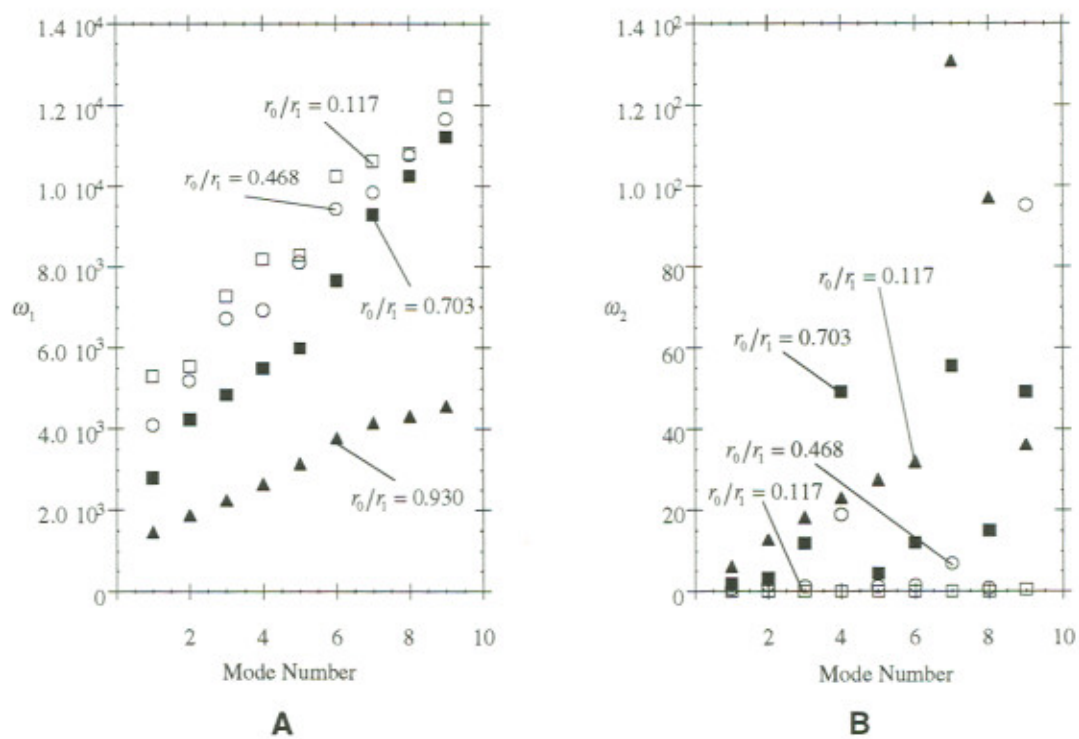 1.4 10⁴
1.2 10⁴
1.0 10⁴
8.0 10³
6.0 10³
4.0 10³
2.0 10³
0
ω₁
r₀/r₁ = 0.117
r₀/r₁ = 0.468
r₀/r₁ = 0.703
r₀/r₁ = 0.930
2 4 6 8 10
Mode Number
A
1.4 10²
1.2 10²
1.0 10²
80
60
40
20
0
ω₂
r₀/r₁ = 0.117
r₀/r₁ = 0.703
r₀/r₁ = 0.468
r₀/r₁ = 0.117
2 4 6 8 10
Mode Number
B